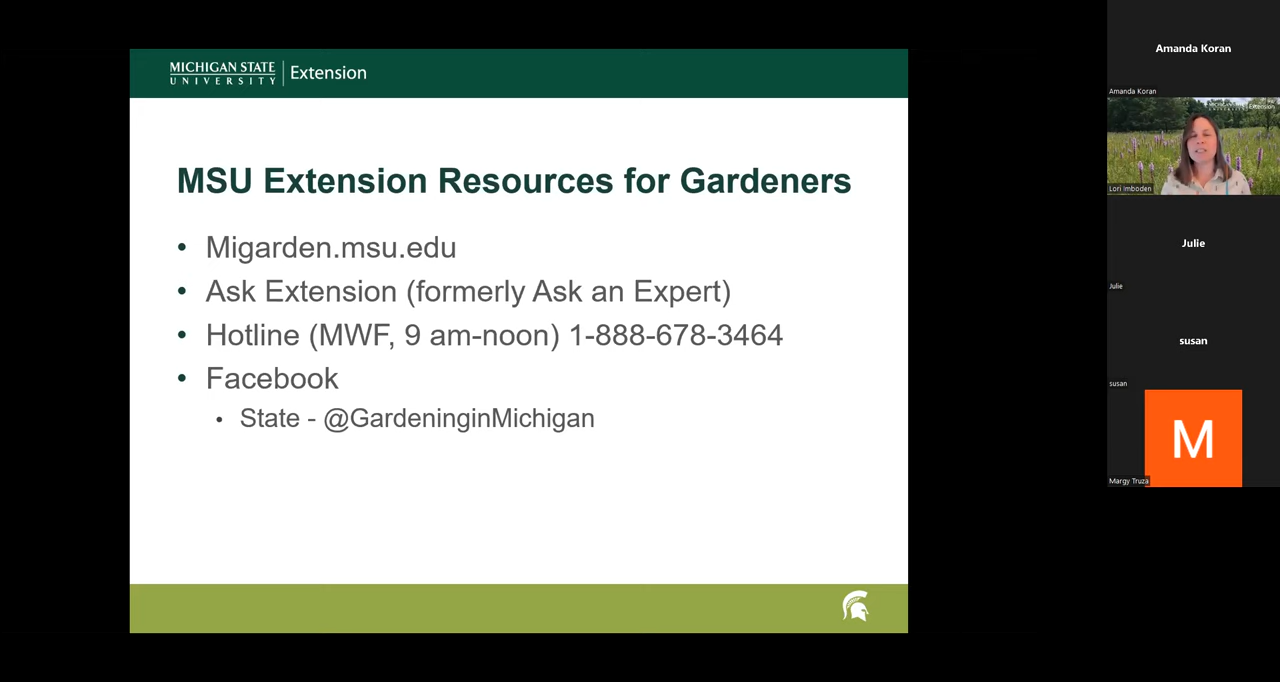 MICHIGAN STATE
UNIVERSITY
Extension
MSU Extension Resources for Gardeners
• Migarden.msu.edu
• Ask Extension (formerly Ask an Expert)
• Hotline (MWF, 9 am-noon) 1-888-678-3464
• Facebook
• State - @GardeninginMichigan
Amanda Koran
Amanda Koran
Extension
Lori Imboden
Julie
Julie
susan
susan
M
Margy Truza